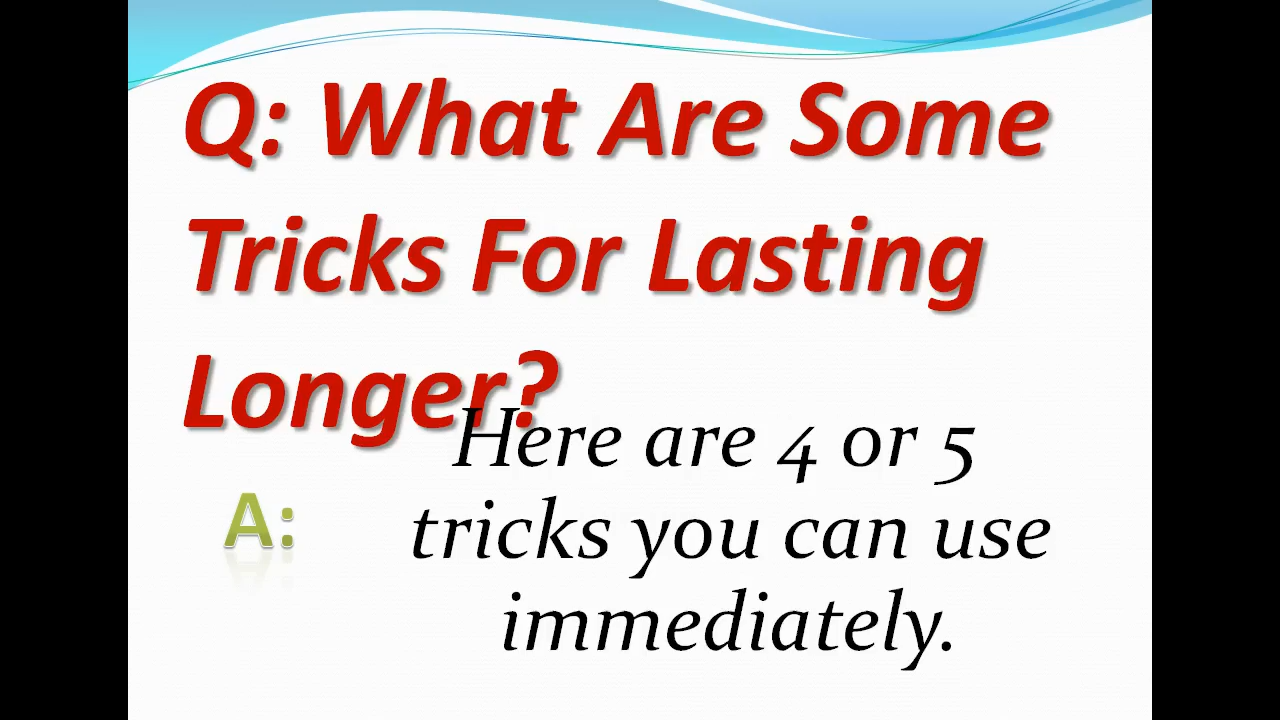 Q: What Are Some
Tricks For Lasting
Longer?
Here are 4 or 5
A:
tricks you can use
immediately.